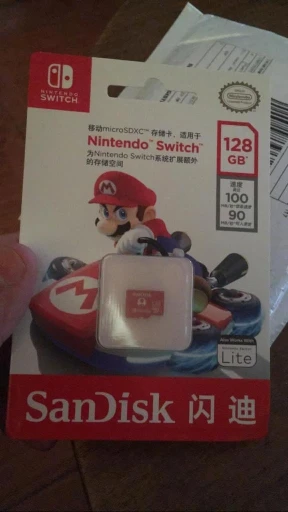 NINTENDO
SWITCH
Nintendo
移动microSDXC™ 存储卡，适用于
Nintendo® Switch™
为Nintendo Switch系统扩展额外
的存储空间
128
GB
速度
100
90
Lite
SanDisk 闪迪